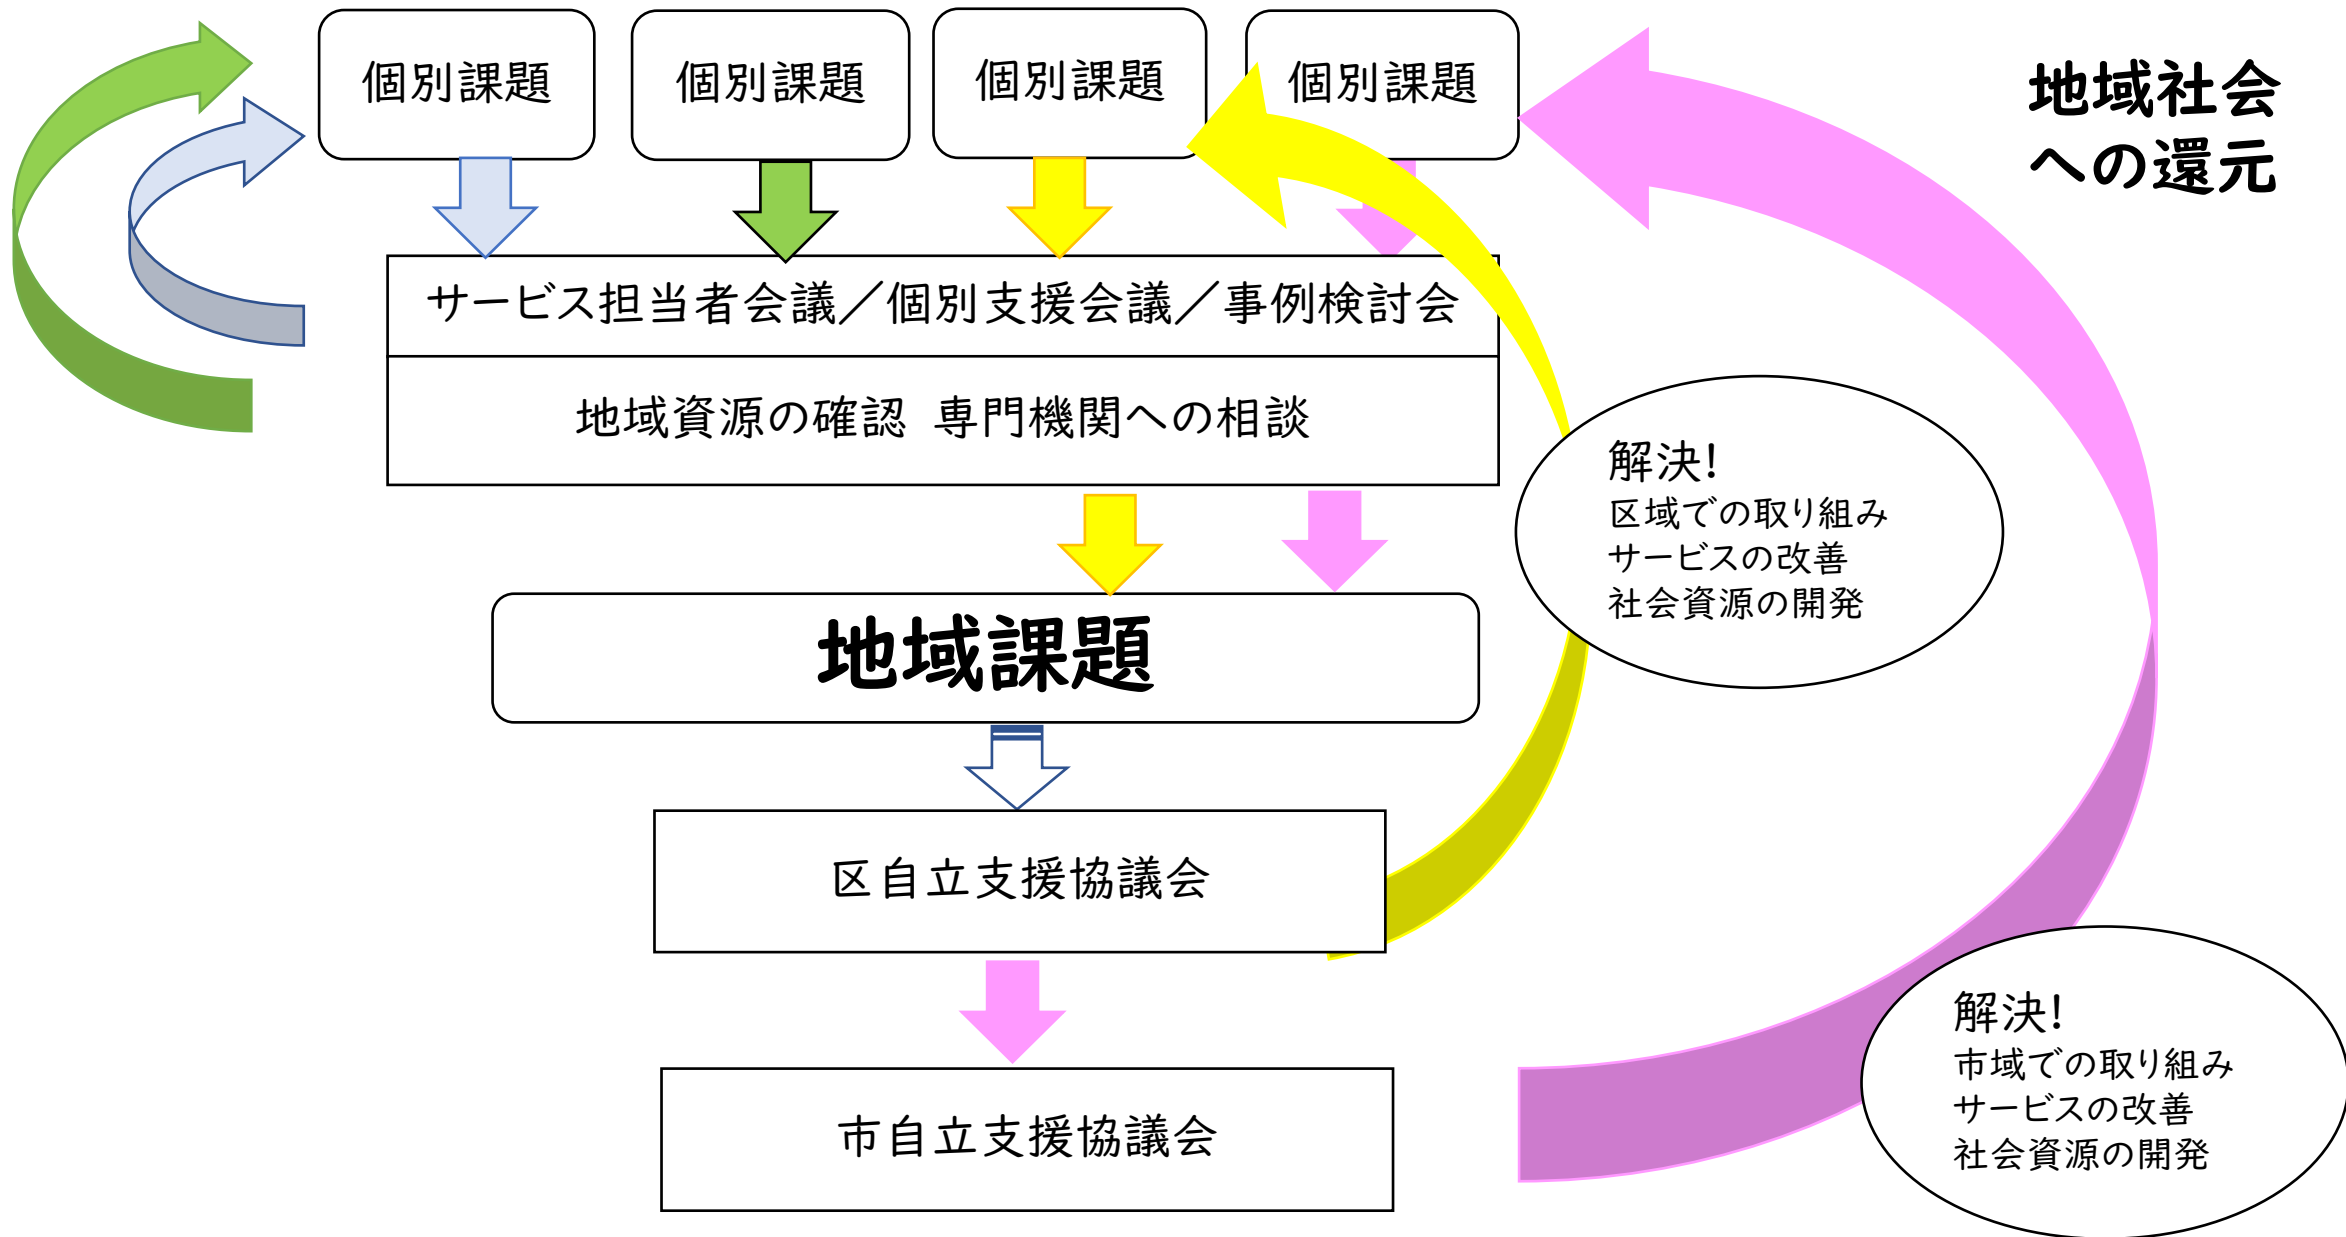 個別課題
個別課題
個別課題
個別課題
地域社会
への還元
サービス担当者会議／個別支援会議／事例検討会
地域資源の確認 専門機関への相談
解決!
区域での取り組み
サービスの改善
社会資源の開発
地域課題
区自立支援協議会
解決!
市域での取り組み
サービスの改善
社会資源の開発
市自立支援協議会